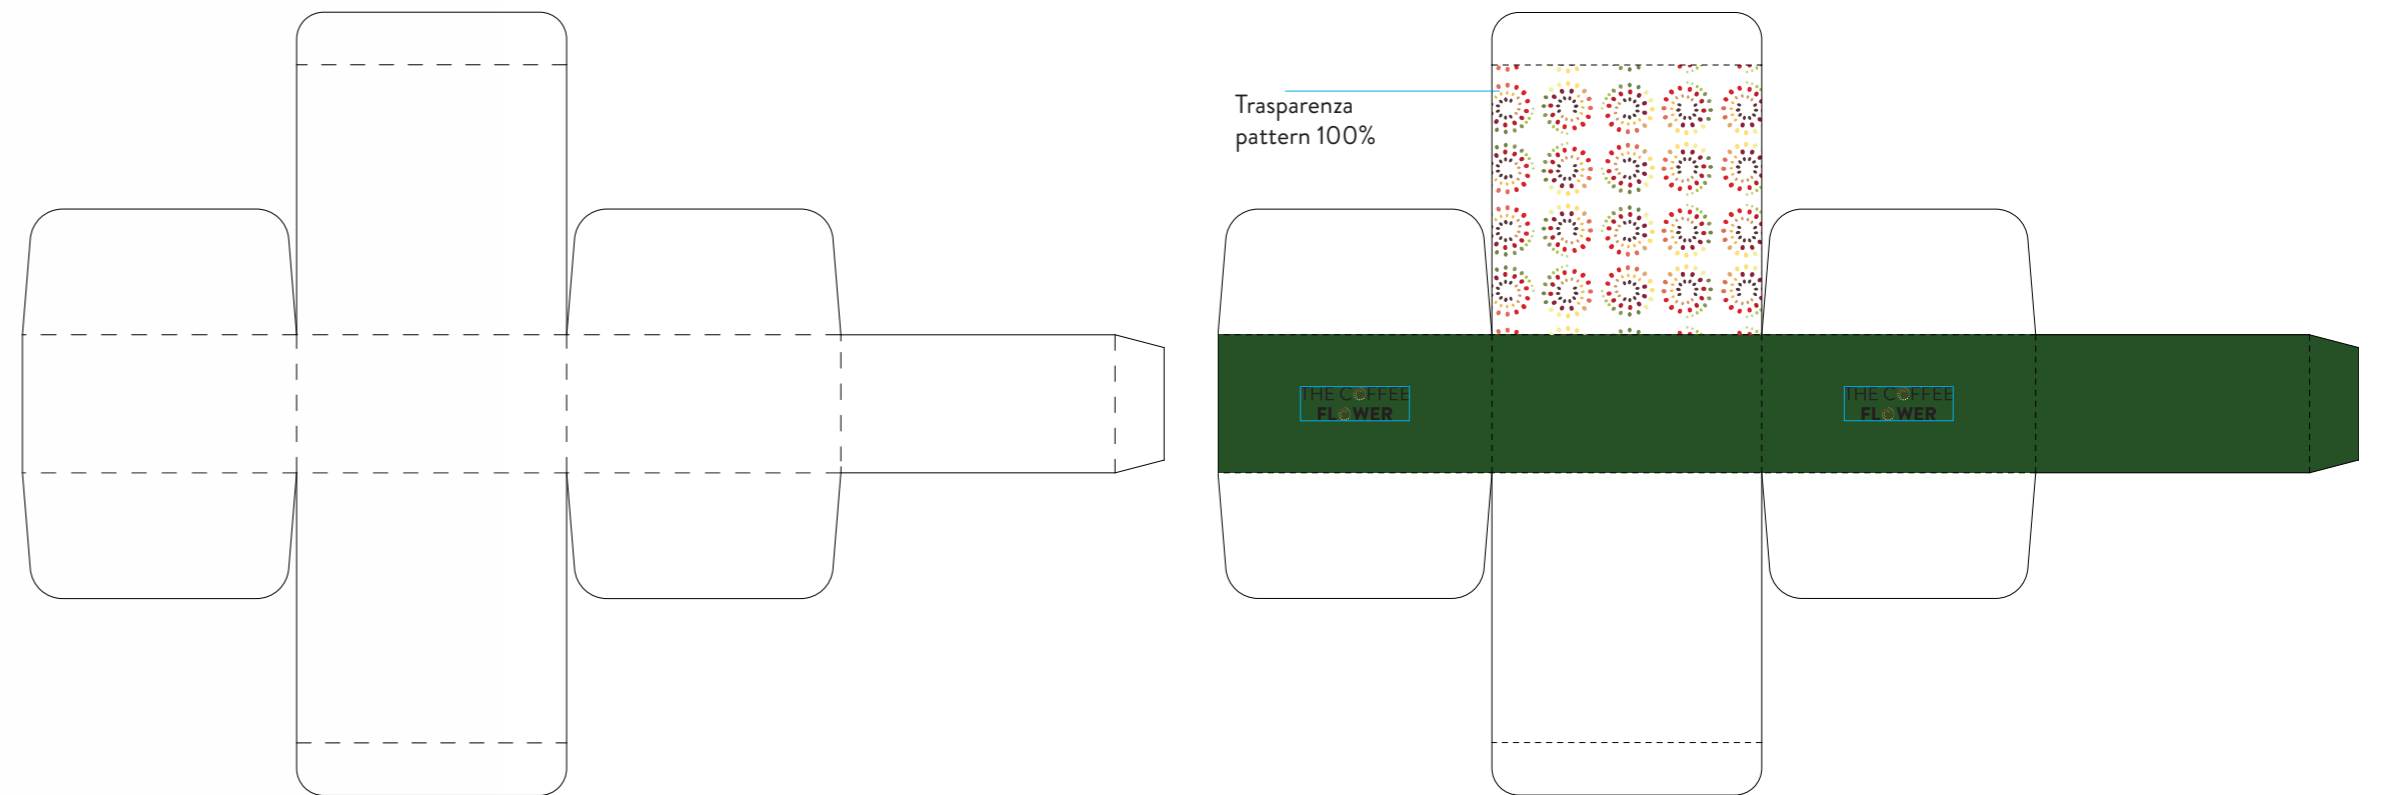 Trasparenza
pattern 100%
THE COFFEE
FLOWER
THE COFFEE
FLOWER